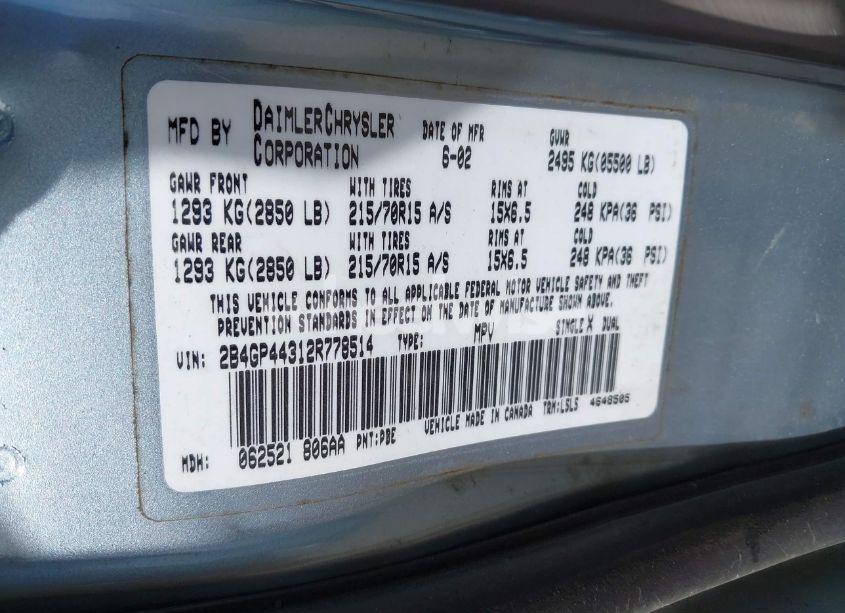 MFD BY DAIMLERCHRYSLER CORPORATION DATE OF MFR 6-02 GVWR 2495 KG(05500 LB)
GAWR FRONT WITH TIRES RIMS AT COLD
1293 KG(2850 LB) 215/70R15 A/S 15X6.5 248 KPA(36 PSI)
GAWR REAR WITH TIRES RIMS AT COLD
1293 KG(2850 LB) 215/70R15 A/S 15X6.5 248 KPA(36 PSI)
THIS VEHICLE CONFORMS TO ALL APPLICABLE FEDERAL MOTOR VEHICLE SAFETY AND THEFT
PREVENTION STANDARDS IN EFFECT ON THE DATE OF MANUFACTURE SHOWN ABOVE.
VIN: 2B4GP44312R778514 TYPE: MPV SINGLE X DUAL
MDH: 062521 806AA PNT:PBE VEHICLE MADE IN CANADA TRM:L5L5 4648505